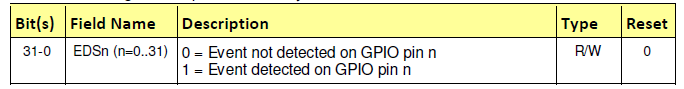 Bit(s) Field Name Description Type Reset
31-0 EDSn (n=0..31) 0 = Event not detected on GPIO pin n R/W 0
1 = Event detected on GPIO pin n